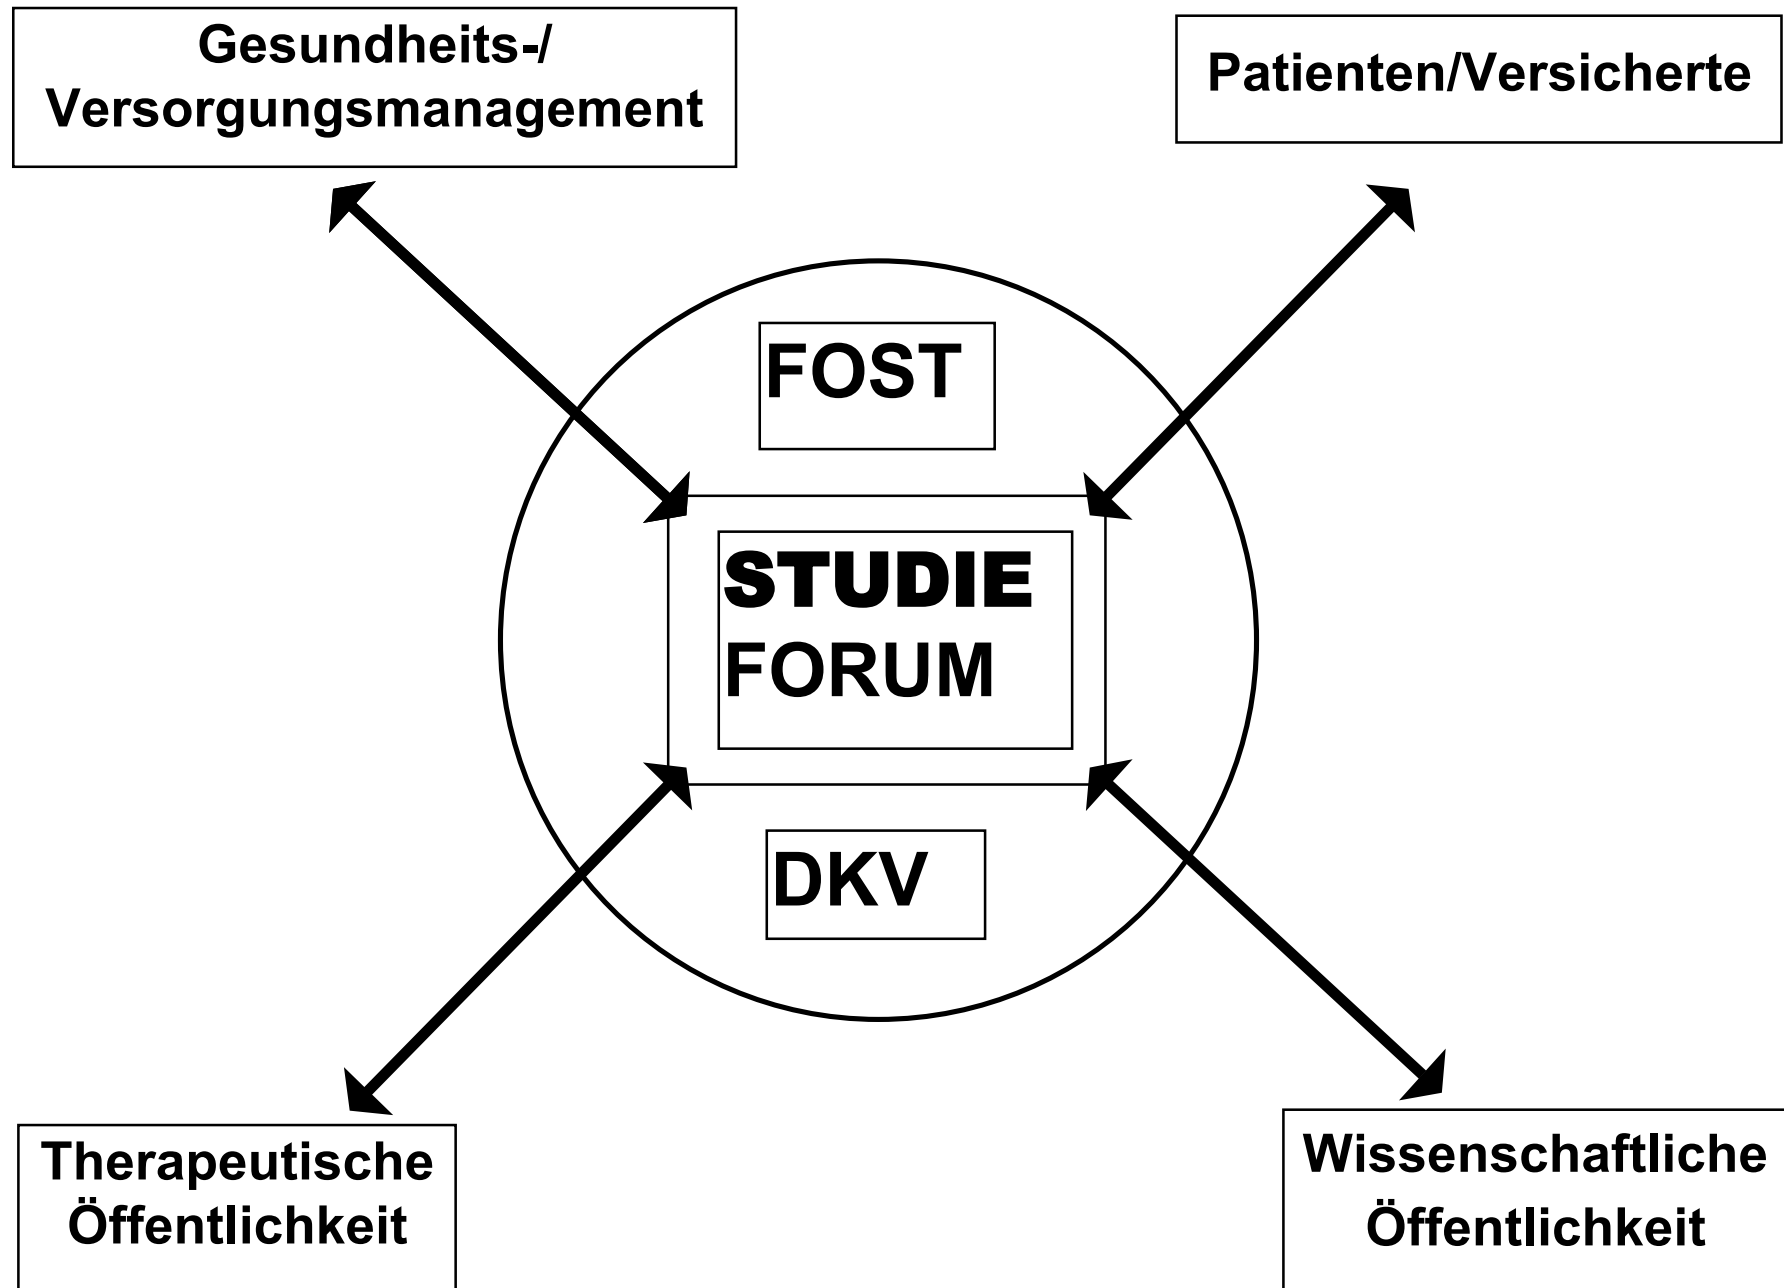 Gesundheits-/
Versorgungsmanagement
Patienten/Versicherte
FOST
STUDIE
FORUM
DKV
Therapeutische
Öffentlichkeit
Wissenschaftliche
Öffentlichkeit